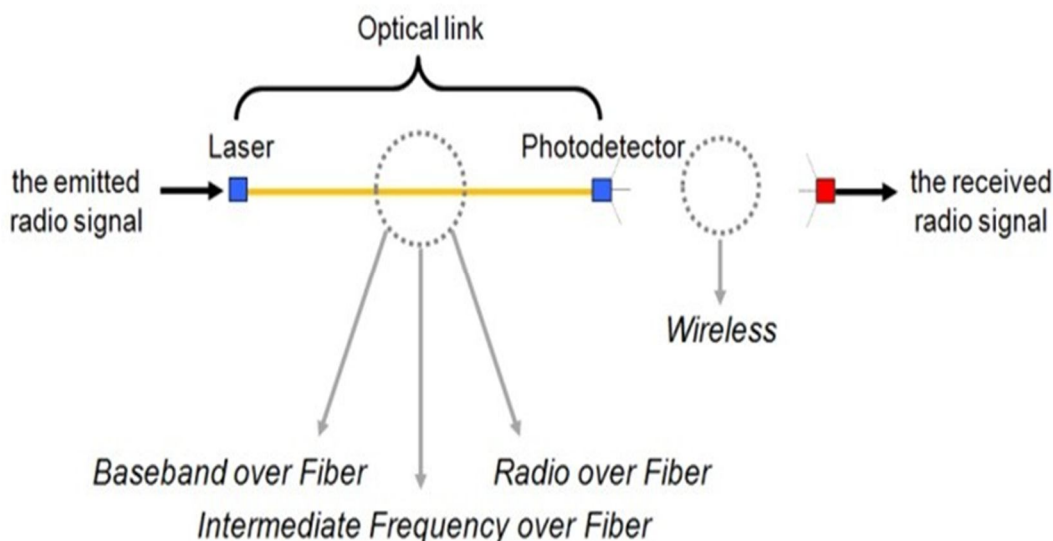 Optical link
Laser
Photodetector
the emitted
radio signal
the received
radio signal
Wireless
Baseband over Fiber
Radio over Fiber
Intermediate Frequency over Fiber